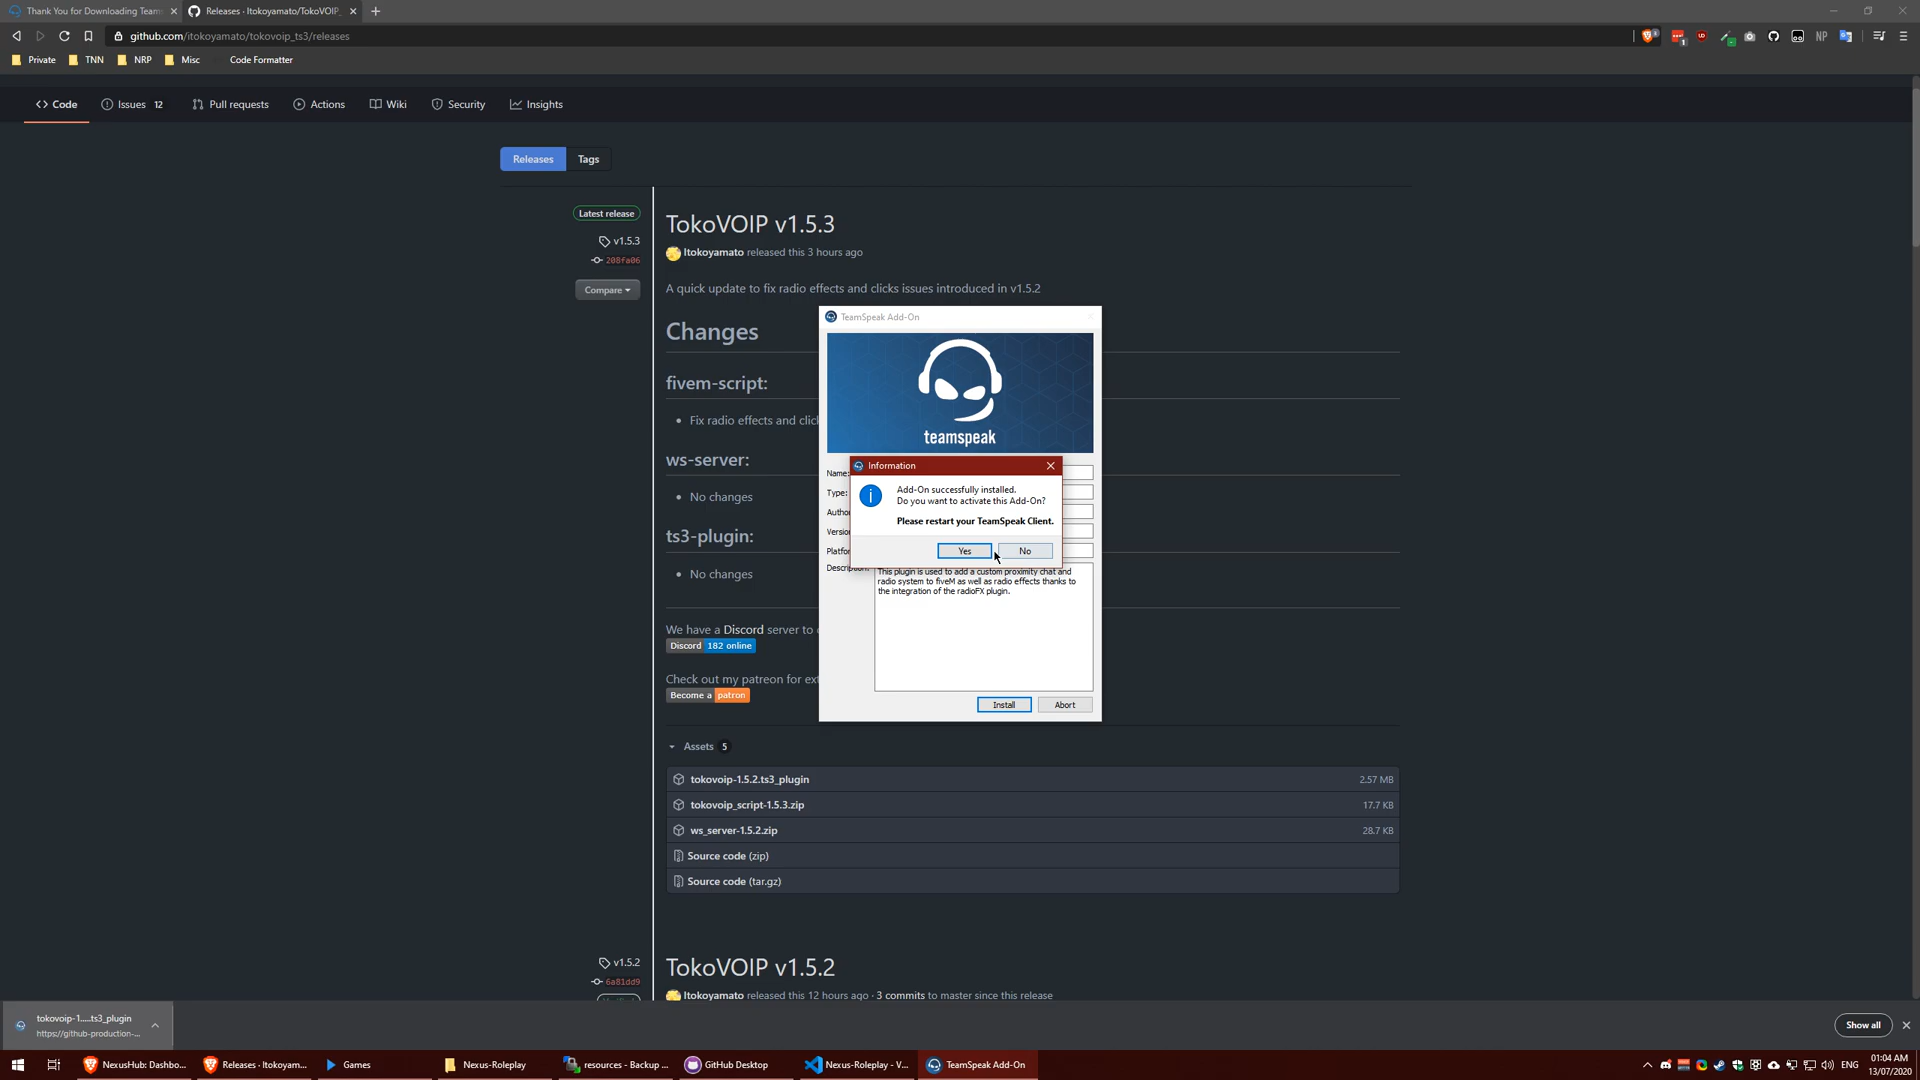 Thank You for Downloading Team
Releases · Itokoyamato/TokoVOIP_
github.com/itokoyamato/tokovoip_ts3/releases
Private
TNN
NRP
Misc
Code Formatter
NP
Code
Issues 12
Pull requests
Actions
Wiki
Security
Insights
Releases
Tags
Latest release
v1.5.3
208fa06
Compare
TokoVOIP v1.5.3
Itokoyamato released this 3 hours ago
A quick update to fix radio effects and clicks issues introduced in v1.5.2
Changes
fivem-script:
Fix radio effects and clic
ws-server:
No changes
ts3-plugin:
No changes
We have a Discord server to
Discord 182 online
Check out my patreon for ex
Become a patron
TeamSpeak Add-On
teamspeak
Name:
Type:
Autho
Versio
Platfor
Description:
Information
Add-On successfully installed.
Do you want to activate this Add-On?
Please restart your TeamSpeak Client.
Yes
No
This plugin is used to add a custom proximity chat and
radio system to fiveM as well as radio effects thanks to
the integration of the radioFX plugin.
Install
Abort
Assets 5
tokovoip-1.5.2.ts3_plugin 2.57 MB
tokovoip_script-1.5.3.zip 17.7 KB
ws_server-1.5.2.zip 28.7 KB
Source code (zip)
Source code (tar.gz)
v1.5.2
6a81dd9
TokoVOIP v1.5.2
Itokoyamato released this 12 hours ago · 3 commits to master since this release
tokovoip-1.....ts3_plugin
https://github-production-...
Show all
NexusHub: Dashbo...
Releases - Itokoyam...
Games
Nexus-Roleplay
resources - Backup ...
GitHub Desktop
Nexus-Roleplay - V...
TeamSpeak Add-On
ENG
01:04 AM
13/07/2020